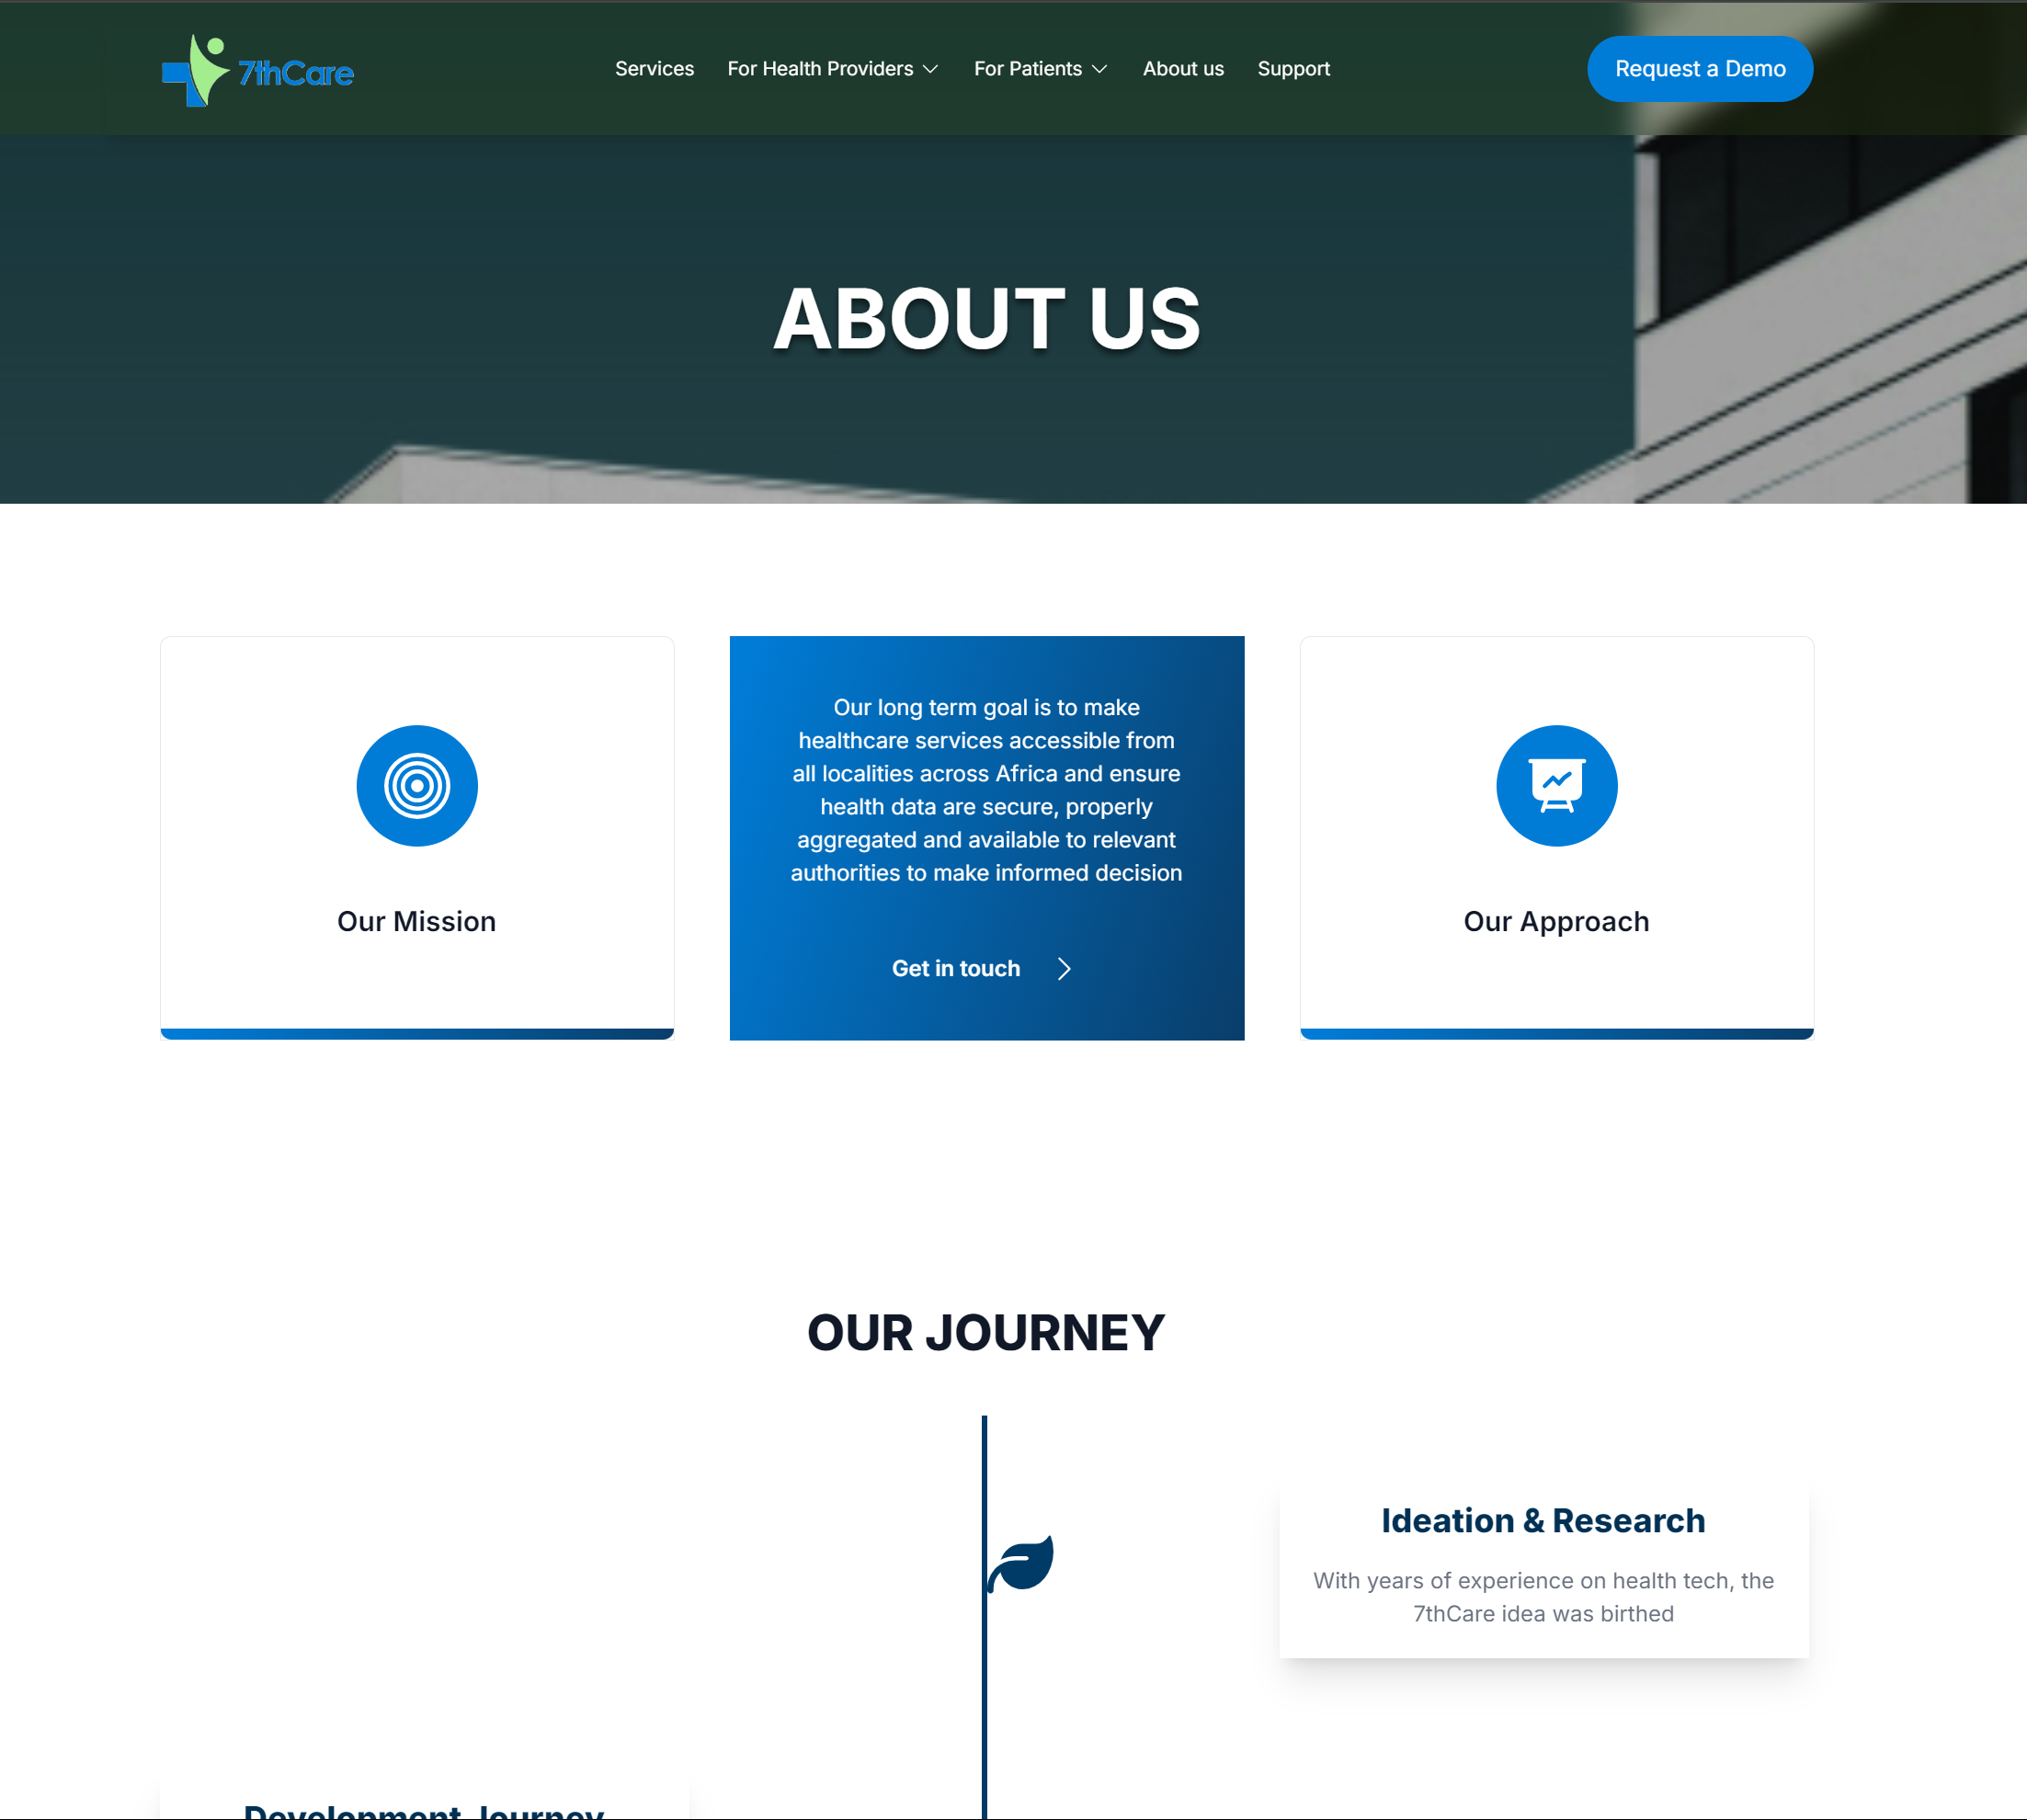 7thCare
Services
For Health Providers
For Patients
About us
Support
Request a Demo
ABOUT US
Our Mission
Our long term goal is to make
healthcare services accessible from
all localities across Africa and ensure
health data are secure, properly
aggregated and available to relevant
authorities to make informed decision
Get in touch
Our Approach
OUR JOURNEY
Ideation & Research
With years of experience on health tech, the
7thCare idea was birthed
Development Journey